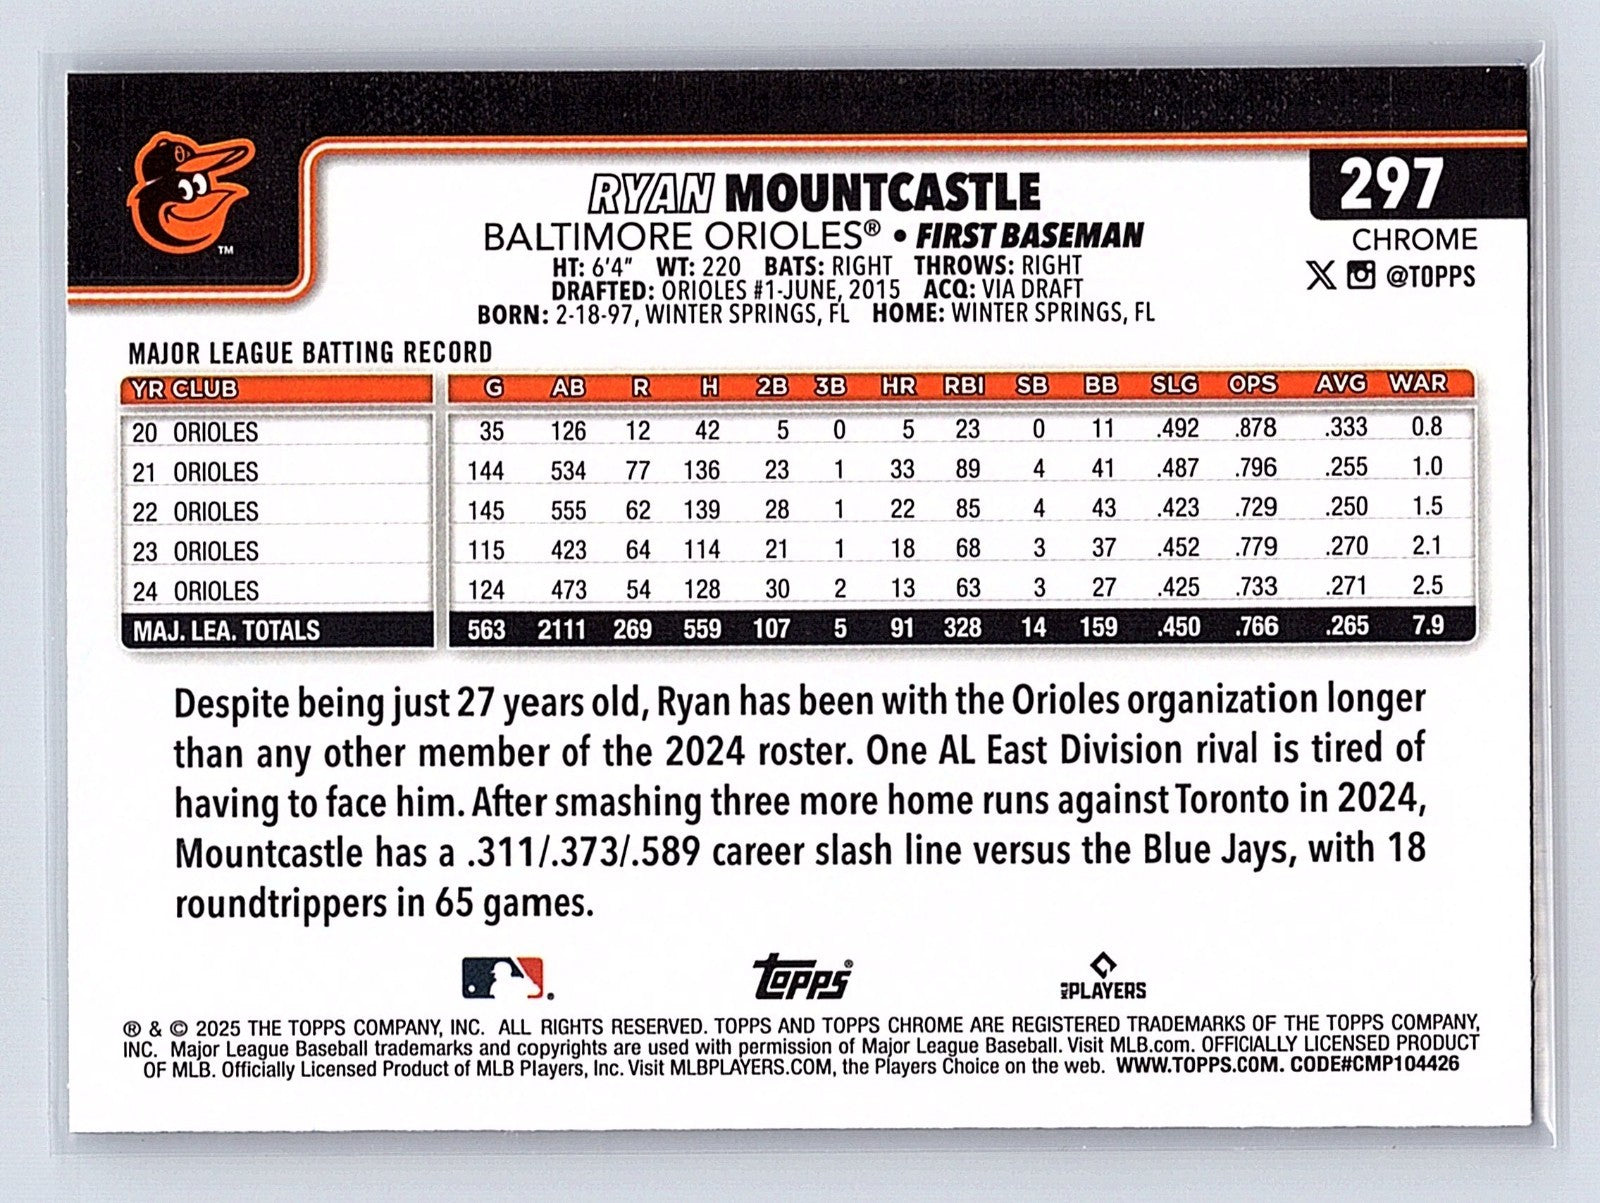 RYAN MOUNTCASTLE
297
BALTIMORE ORIOLES® • FIRST BASEMAN
CHROME
HT: 6'4" WT: 220 BATS: RIGHT THROWS: RIGHT
@TOPPS
DRAFTED: ORIOLES #1-JUNE, 2015 ACQ: VIA DRAFT
BORN: 2-18-97, WINTER SPRINGS, FL HOME: WINTER SPRINGS, FL
TM
MAJOR LEAGUE BATTING RECORD
YR CLUB G AB R H 2B 3B HR RBI SB BB SLG OPS AVG WAR
20 ORIOLES 35 126 12 42 5 0 5 23 0 11 .492 .878 .333 0.8
21 ORIOLES 144 534 77 136 23 1 33 89 4 41 .487 .796 .255 1.0
22 ORIOLES 145 555 62 139 28 1 22 85 4 43 .423 .729 .250 1.5
23 ORIOLES 115 423 64 114 21 1 18 68 3 37 .452 .779 .270 2.1
24 ORIOLES 124 473 54 128 30 2 13 63 3 27 .425 .733 .271 2.5
MAJ. LEA. TOTALS 563 2111 269 559 107 5 91 328 14 159 .450 .766 .265 7.9
Despite being just 27 years old, Ryan has been with the Orioles organization longer
than any other member of the 2024 roster. One AL East Division rival is tired of
having to face him. After smashing three more home runs against Toronto in 2024,
Mountcastle has a .311/.373/.589 career slash line versus the Blue Jays, with 18
roundtrippers in 65 games.
Topps®
MLB PLAYERS
® & © 2025 THE TOPPS COMPANY, INC. ALL RIGHTS RESERVED. TOPPS AND TOPPS CHROME ARE REGISTERED TRADEMARKS OF THE TOPPS COMPANY,
INC. Major League Baseball trademarks and copyrights are used with permission of Major League Baseball. Visit MLB.com. OFFICIALLY LICENSED PRODUCT
OF MLB. Officially Licensed Product of MLB Players, Inc. Visit MLBPLAYERS.COM, the Players Choice on the web. WWW.TOPPS.COM. CODE#CMP104426